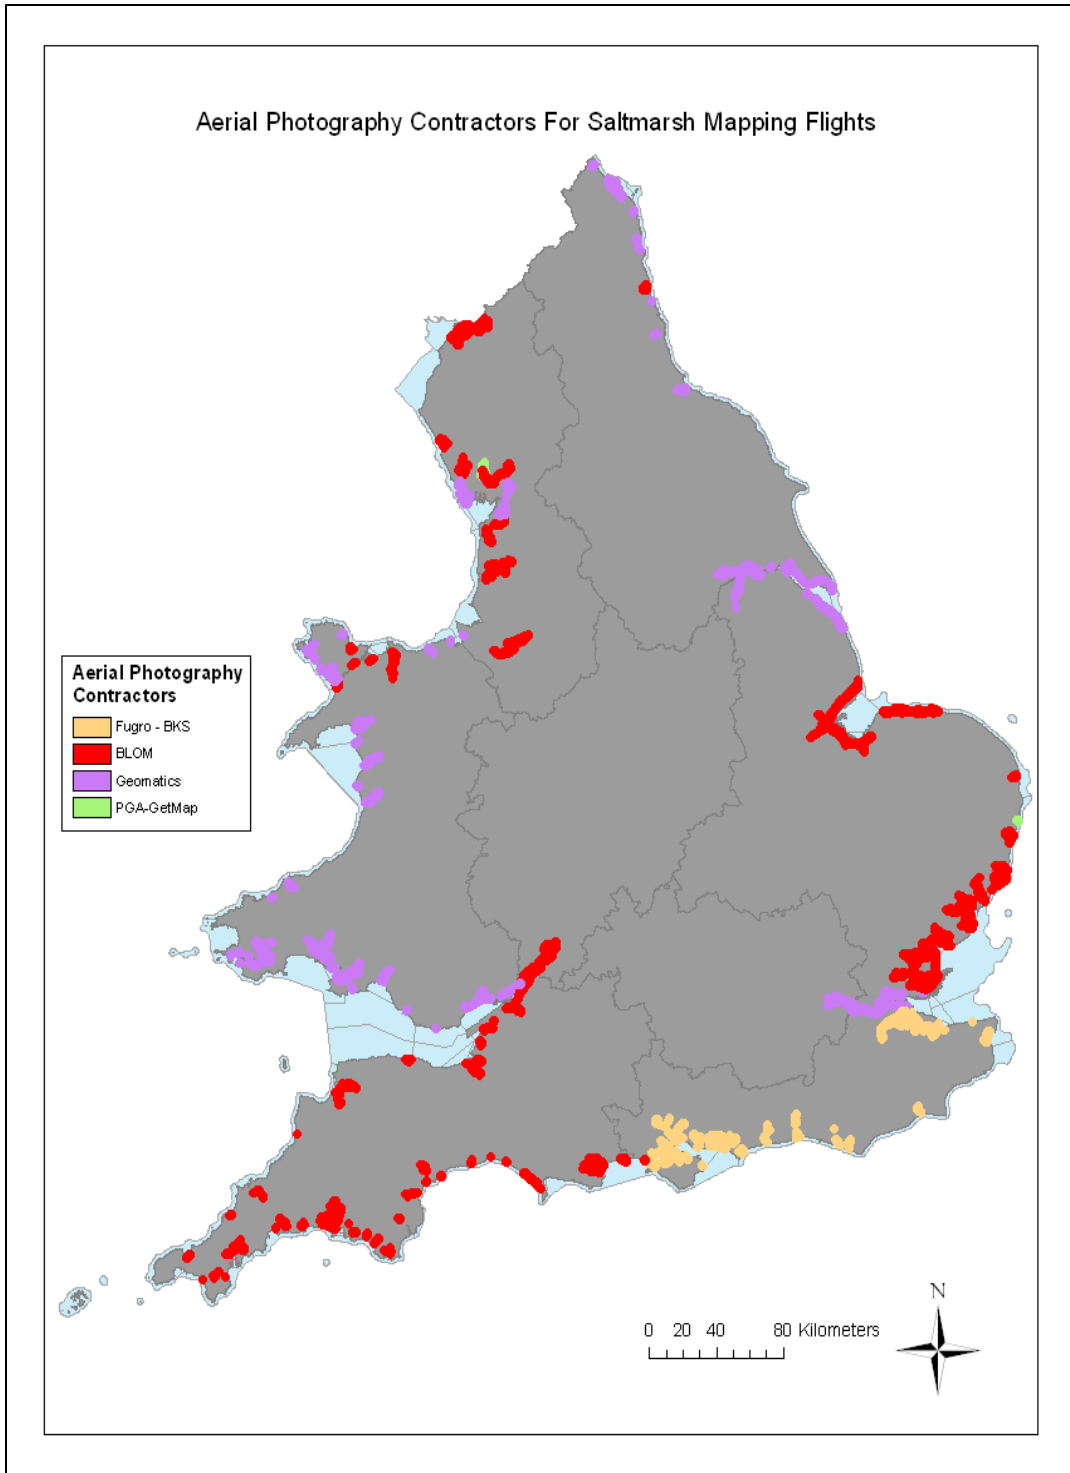 Aerial Photography Contractors For Saltmarsh Mapping Flights
Aerial Photography
Contractors
Fugro - BKS
BLOM
Geomatics
PGA-GetMap
N
0 20 40 80 Kilometers